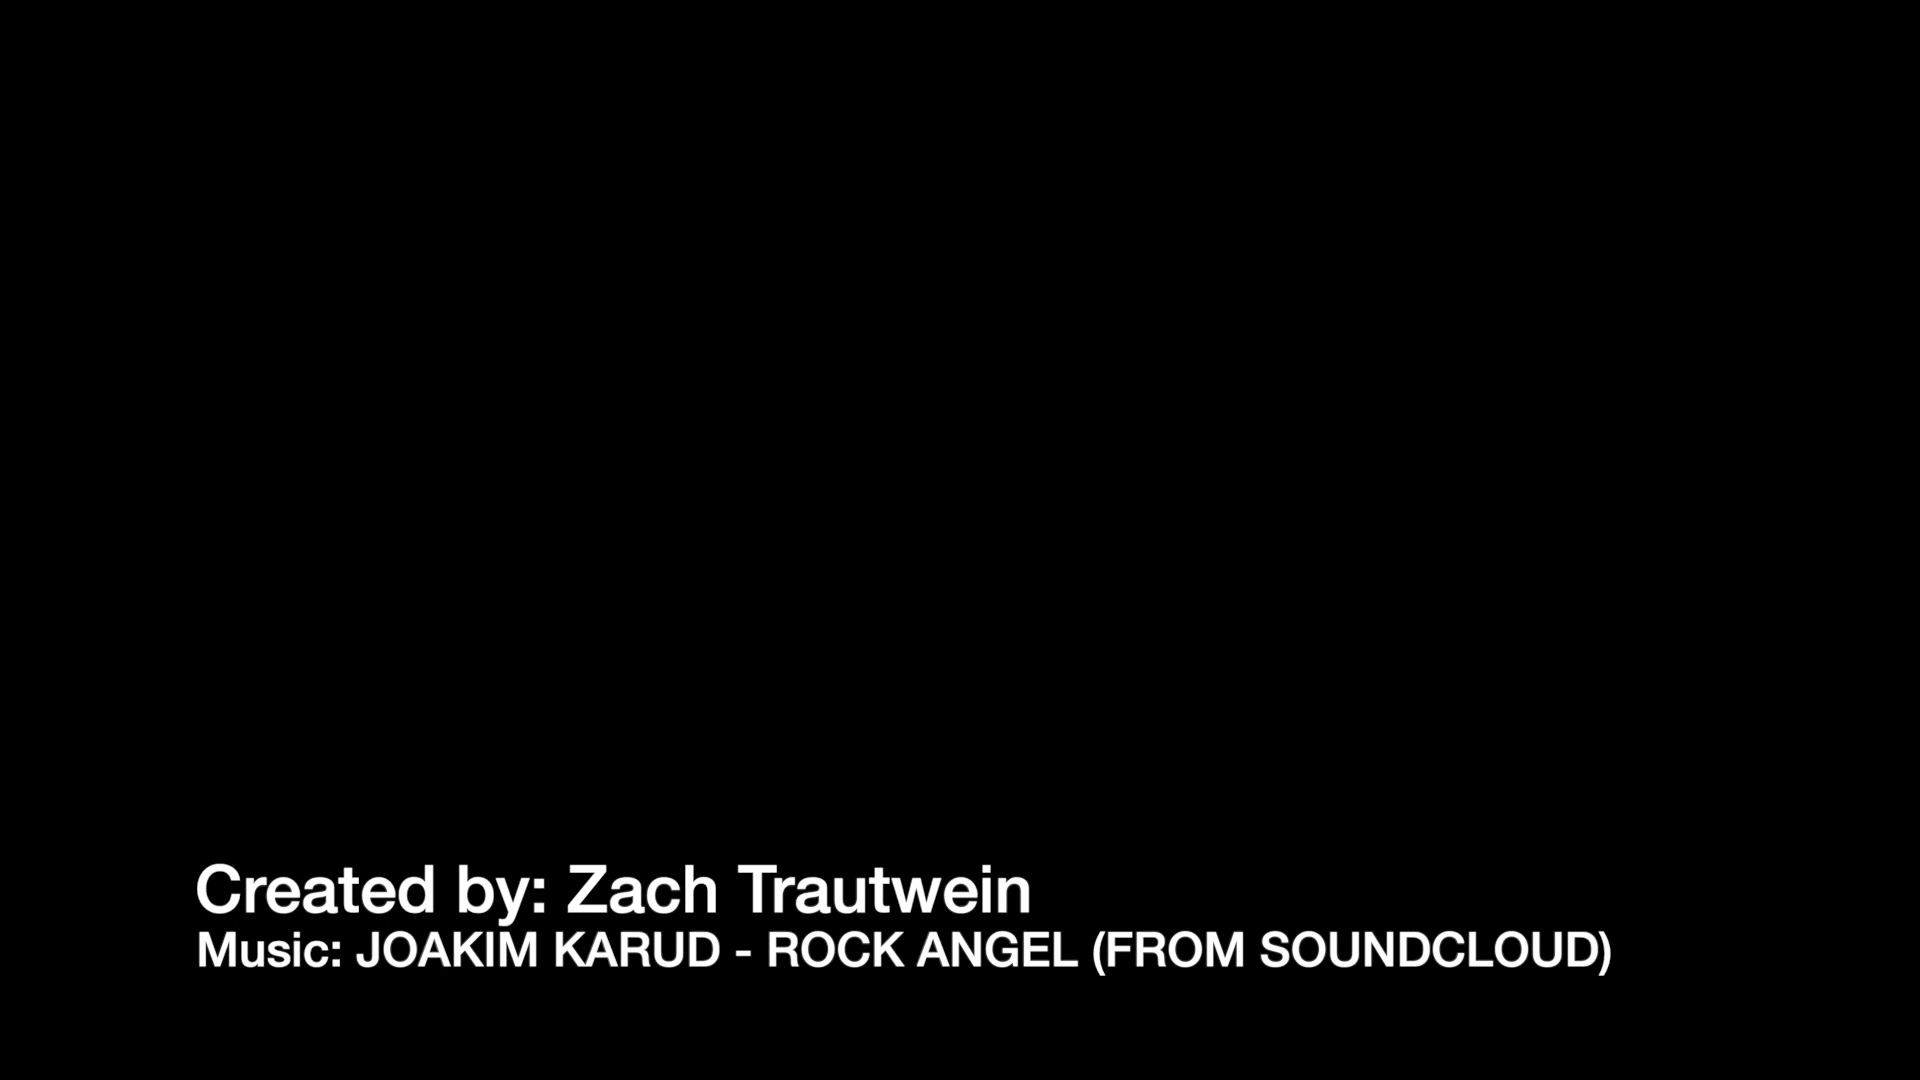 Created by: Zach Trautwein
Music: JOAKIM KARUD - ROCK ANGEL (FROM SOUNDCLOUD)